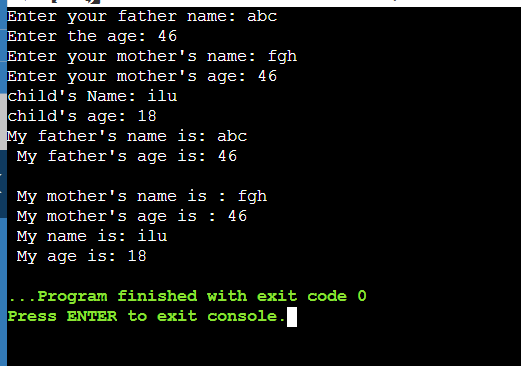 Enter your father name: abc
Enter the age: 46
Enter your mother's name: fgh
Enter your mother's age: 46
child's Name: ilu
child's age: 18
My father's name is: abc
 My father's age is: 46

 My mother's name is : fgh
 My mother's age is : 46
 My name is: ilu
 My age is: 18

...Program finished with exit code 0
Press ENTER to exit console.